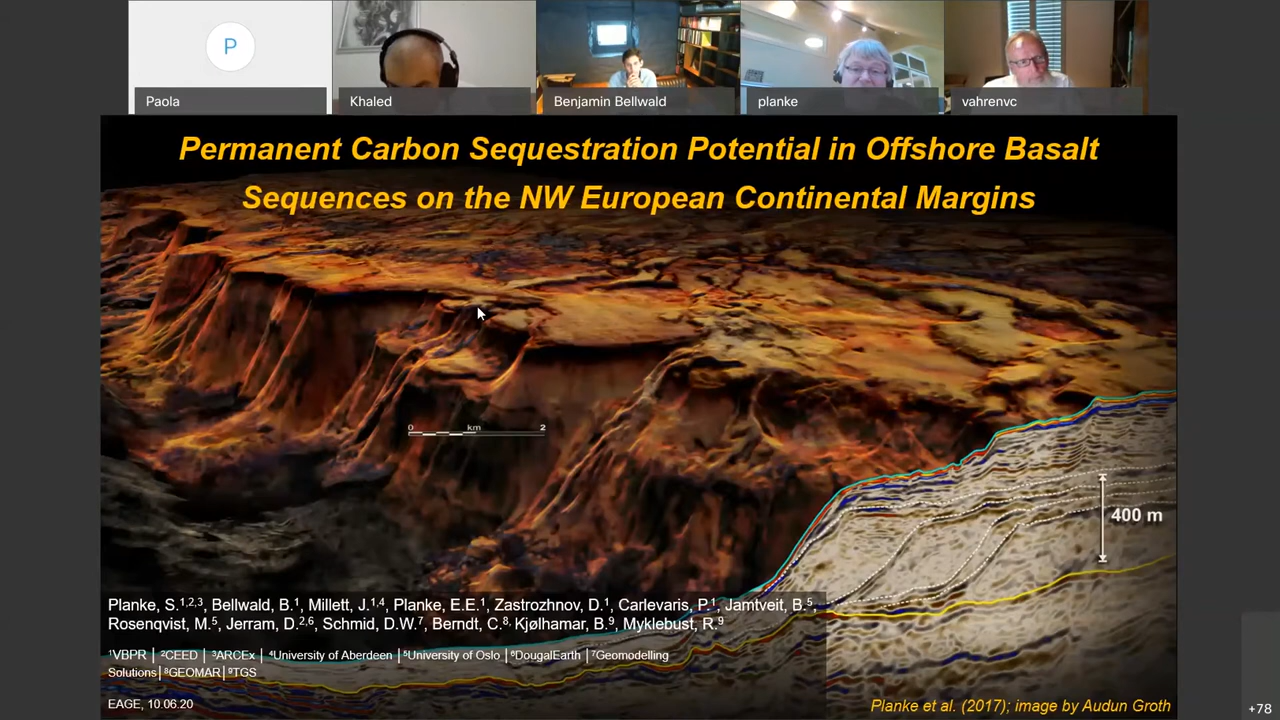 P
Paola
Khaled
Benjamin Bellwald
planke
vahrenvc
Permanent Carbon Sequestration Potential in Offshore Basalt
Sequences on the NW European Continental Margins
0 km 2
400 m
Planke, S.¹,²,³, Bellwald, B.¹, Millett, J.¹,⁴, Planke, E.E.¹, Zastrozhnov, D.¹, Carlevaris, P.¹, Jamtveit, B.⁵,
Rosenqvist, M.⁵, Jerram, D.²,⁶, Schmid, D.W.⁷, Berndt, C.⁸, Kjølhamar, B.⁹, Myklebust, R.⁹
¹VBPR | ²CEED | ³ARCEx | ⁴University of Aberdeen | ⁵University of Oslo | ⁶DougalEarth | ⁷Geomodelling
Solutions | ⁸GEOMAR | ⁹TGS
EAGE, 10.06.20
Planke et al. (2017); image by Audun Groth
+78